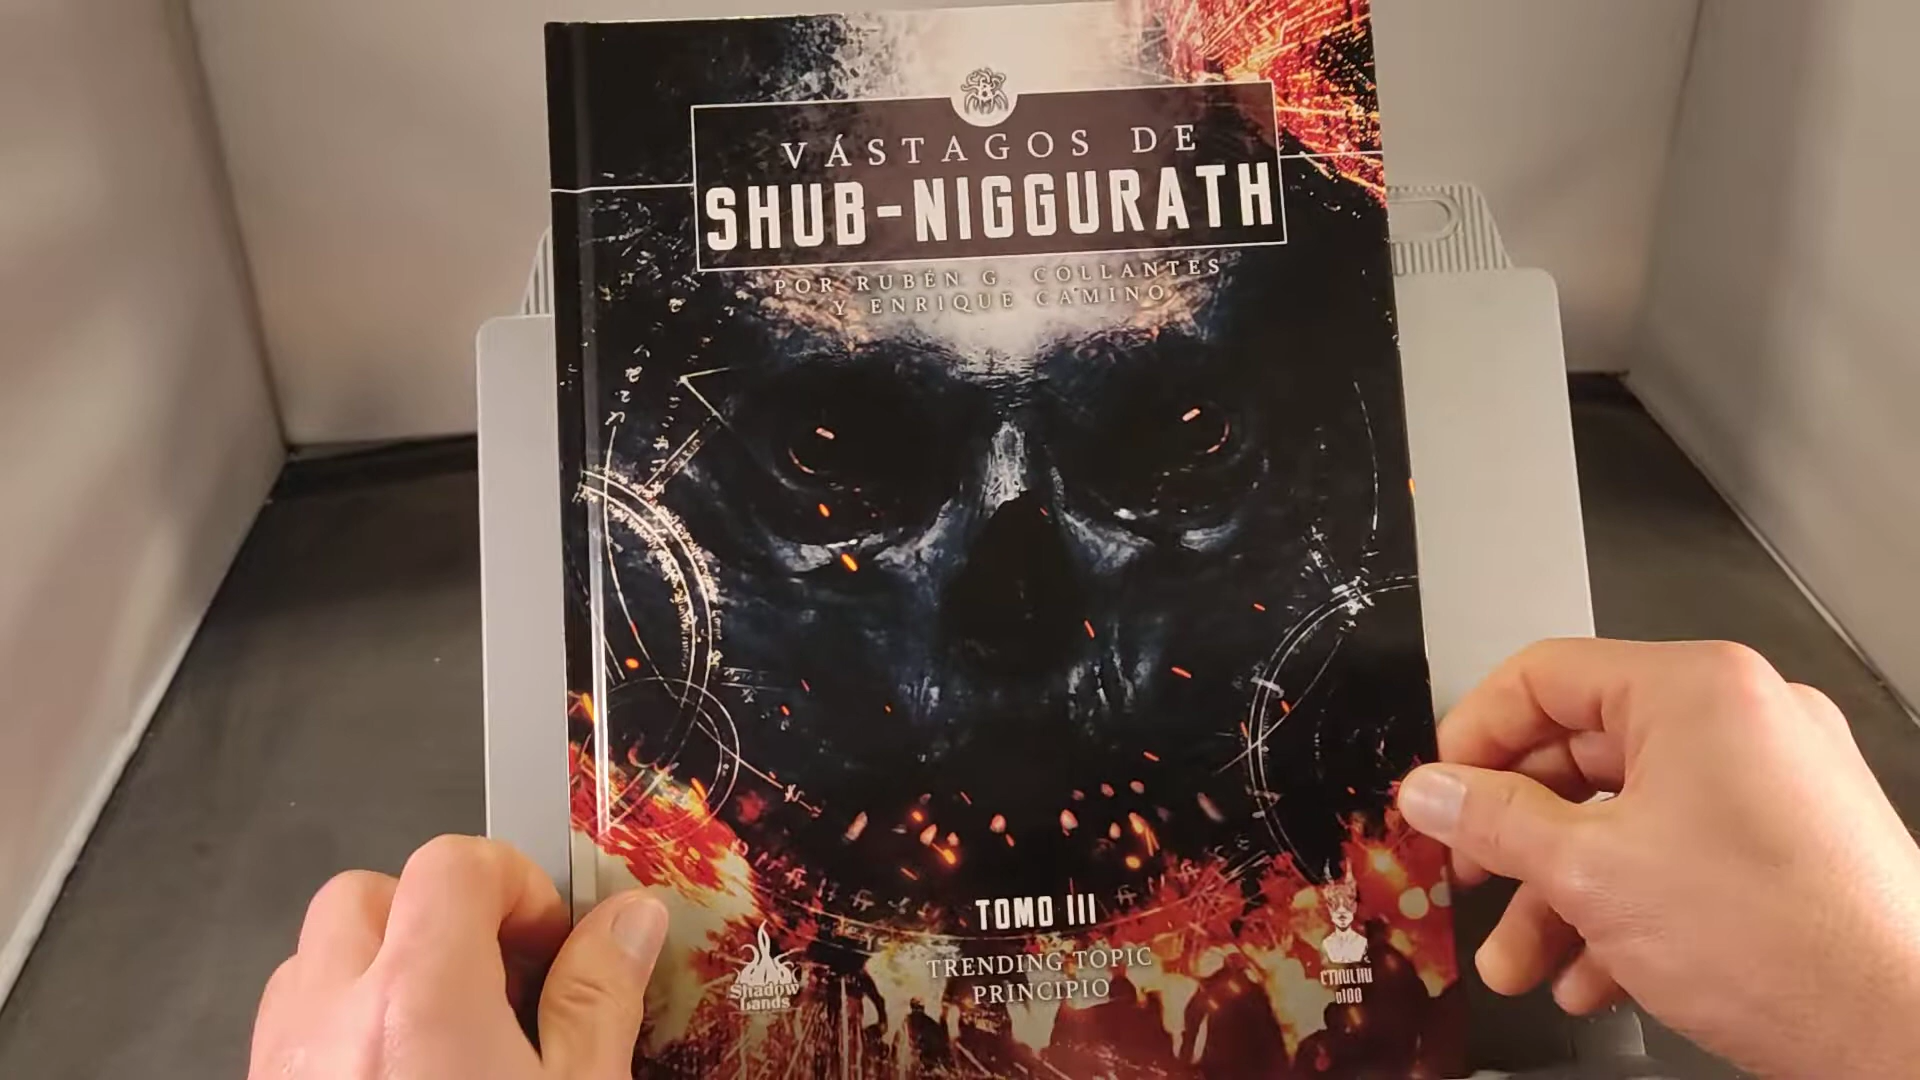 VÁSTAGOS DE
SHUB-NIGGURATH
POR RUBÉN G. COLLANTES
Y ENRIQUE CAMINO
TOMO III
TRENDING TOPIC
PRINCIPIO
Shadow
Lands
CTHULHU
D100